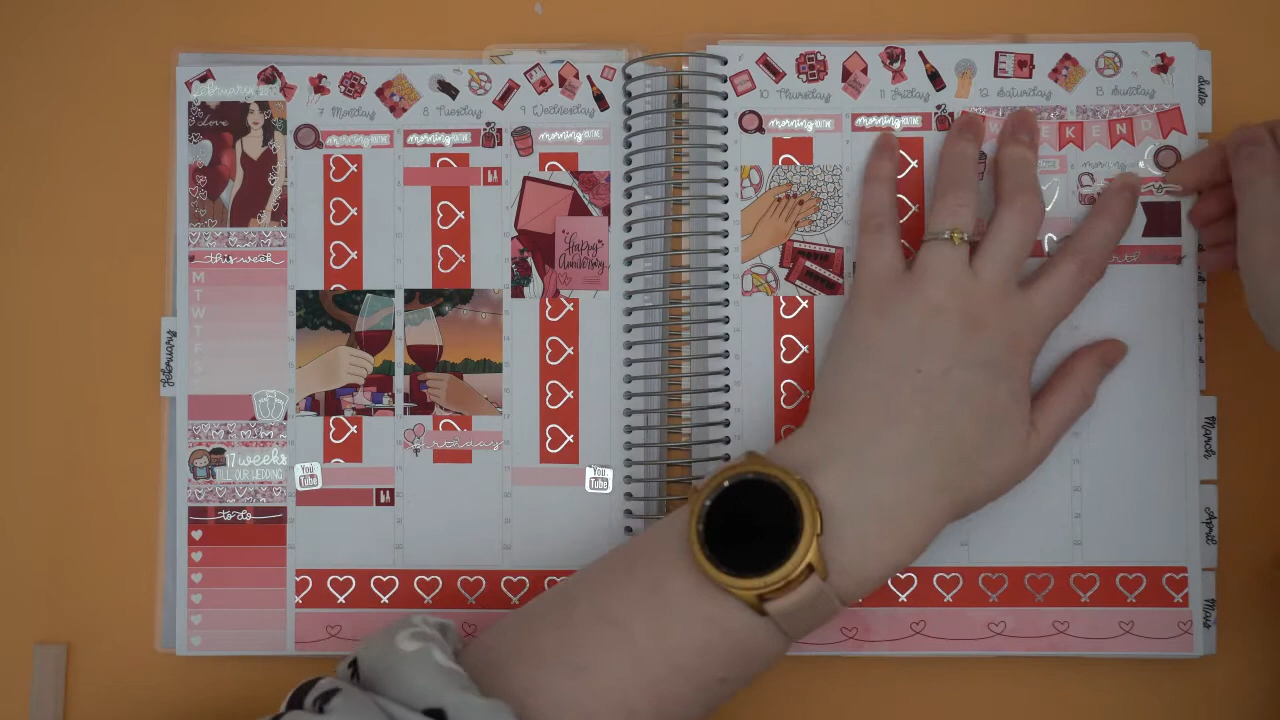 february
love
this week
M
T
W
T
F
S
17 weeks
TILL OUR WEDDING
to do
7 Monday
8 Tuesday
9 Wednesday
morning ROUTINE
morning ROUTINE
morning ROUTINE
Happy
Anniversary
birthday
You
Tube
You
Tube
February
10 Thursday
11 Friday
12 Saturday
13 Sunday
morning ROUTINE
morning ROUTINE
WEEKEND
morning
March
April